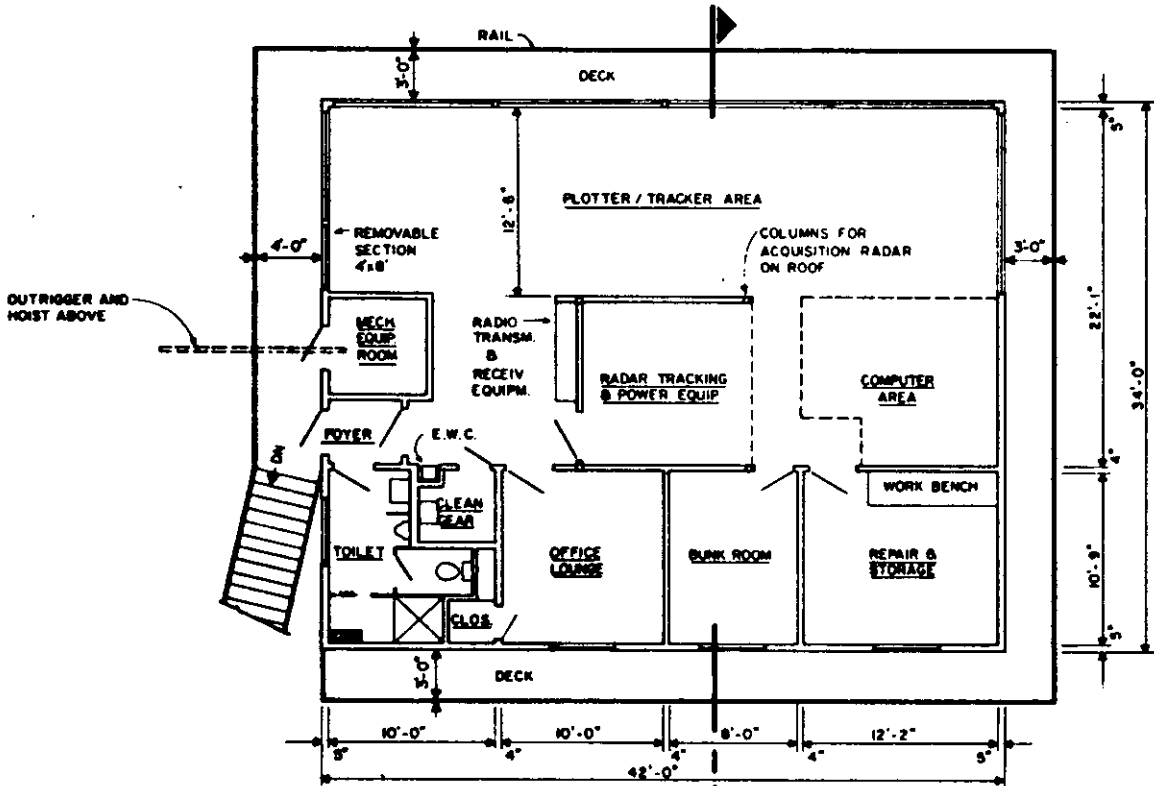 RAIL
3'-0"
DECK
5"
12'-6"
PLOTTER / TRACKER AREA
REMOVABLE
SECTION
4'x8'
4'-0"
COLUMNS FOR
ACQUISITION RADAR
ON ROOF
3'-0"
OUTRIGGER AND
HOIST ABOVE
MECH
EQUIP.
ROOM
RADIO
TRANSM.
&
RECEIV
EQUIPM.
RADAR TRACKING
& POWER EQUIP
COMPUTER
AREA
22'-1"
34'-0"
FOYER
E.W.C.
DN
4"
CLEAN
GEAR
WORK BENCH
TOILET
OFFICE
LOUNGE
BUNK ROOM
REPAIR &
STORAGE
10'-9"
CLOS.
5"
3'-0"
DECK
10'-0"
10'-0"
8'-0"
12'-2"
5"
4"
4"
4"
5"
42'-0"